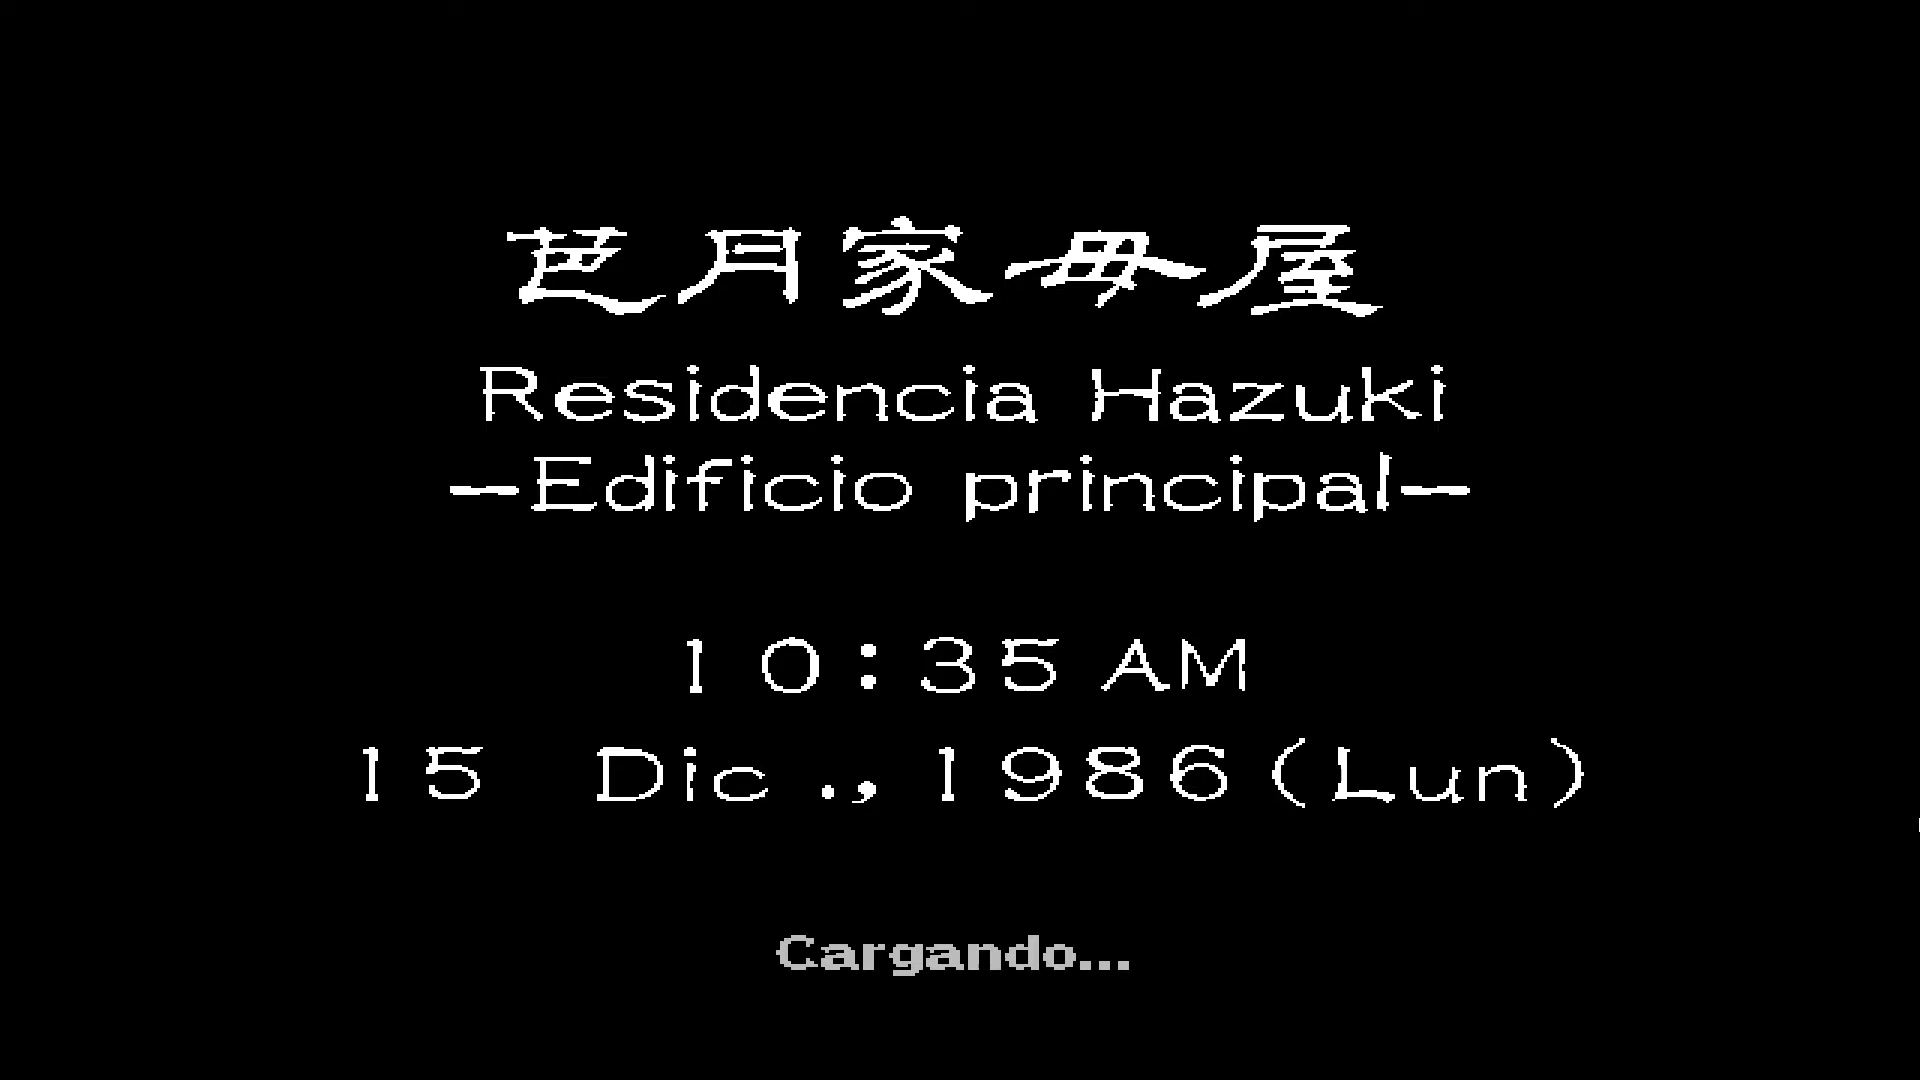 芭月家母屋
Residencia Hazuki
—Edificio principal—
10:35 AM
15 Dic., 1986 (Lun)
Cargando...